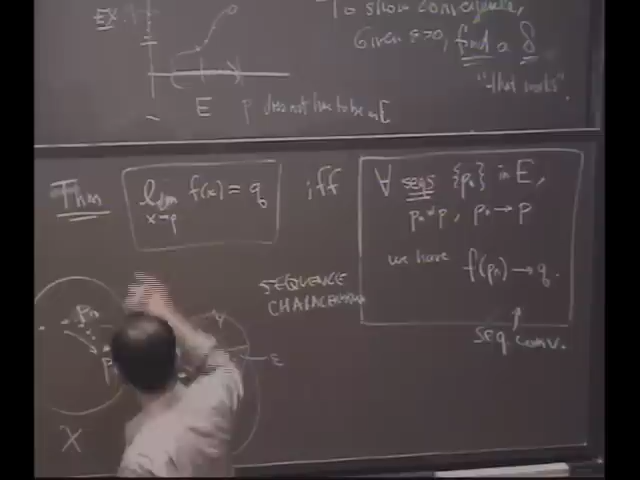 EX.
To show convergence,
Given ε>0, find a δ
"that works".
E p does not have to be in E
Thm lim x→p f(x) = q iff
∀ seqs {pₙ} in E,
pₙ≠p, pₙ→p
we have f(pₙ)→q.
SEQUENCE
seq. conv.
pₙ
ε
X